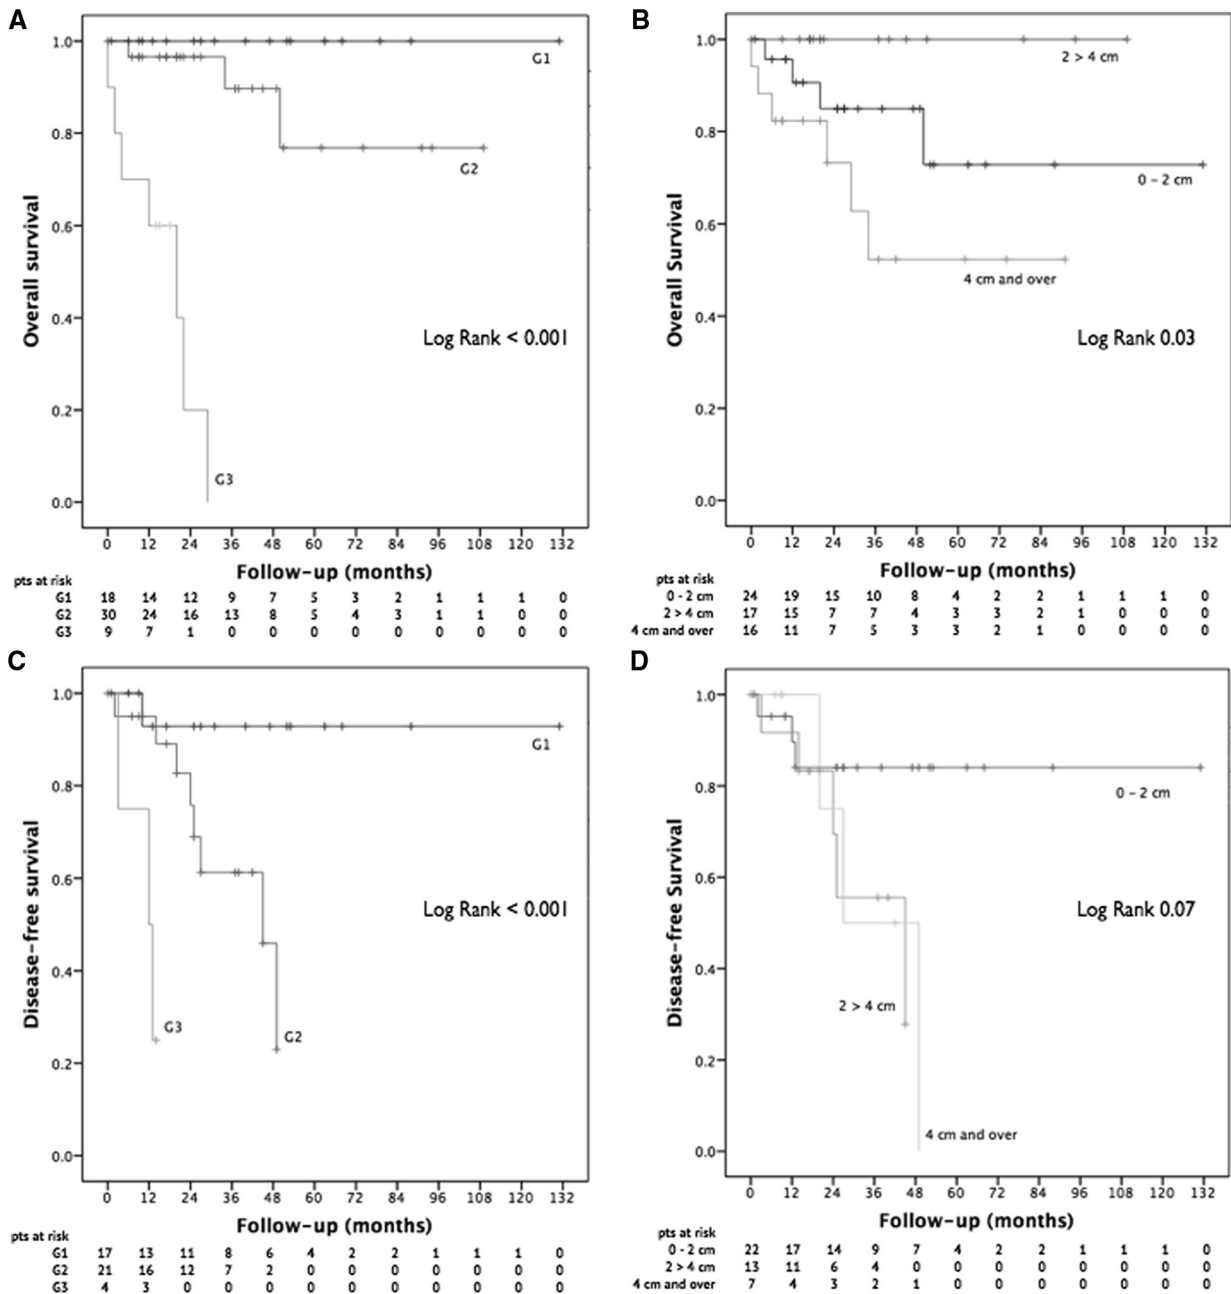 A
1.0
0.8
0.6
0.4
0.2
0.0
Overall survival
G1
G2
G3
Log Rank < 0.001
0 12 24 36 48 60 72 84 96 108 120 132
Follow-up (months)
pts at risk
G1 18 14 12 9 7 5 3 2 1 1 1 0
G2 30 24 16 13 8 5 4 3 1 1 0 0
G3 9 7 1 0 0 0 0 0 0 0 0 0
B
1.0
0.8
0.6
0.4
0.2
0.0
Overall Survival
2 > 4 cm
0 - 2 cm
4 cm and over
Log Rank 0.03
0 12 24 36 48 60 72 84 96 108 120 132
Follow-up (months)
pts at risk
0 - 2 cm 24 19 15 10 8 4 2 2 1 1 1 0
2 > 4 cm 17 15 7 7 4 3 3 2 1 0 0 0
4 cm and over 16 11 7 5 3 3 2 1 0 0 0 0
C
1.0
0.8
0.6
0.4
0.2
0.0
Disease-free survival
G1
G3
G2
Log Rank < 0.001
0 12 24 36 48 60 72 84 96 108 120 132
Follow-up (months)
pts at risk
G1 17 13 11 8 6 4 2 2 1 1 1 0
G2 21 16 12 7 2 0 0 0 0 0 0 0
G3 4 3 0 0 0 0 0 0 0 0 0 0
D
1.0
0.8
0.6
0.4
0.2
0.0
Disease-free Survival
0 - 2 cm
2 > 4 cm
4 cm and over
Log Rank 0.07
0 12 24 36 48 60 72 84 96 108 120 132
Follow-up (months)
pts at risk
0 - 2 cm 22 17 14 9 7 4 2 2 1 1 1 0
2 > 4 cm 13 11 6 4 0 0 0 0 0 0 0 0
4 cm and over 7 4 3 2 1 0 0 0 0 0 0 0